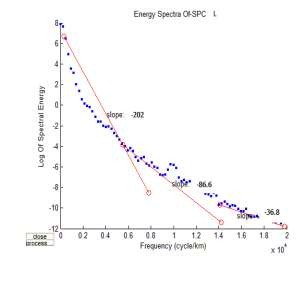 Energy Spectra Of-SPC
Log Of Spectral Energy
8
6
4
2
0
-2
-4
-6
-8
-10
-12
slope: -202
slope: -86.6
slope: -36.8
0 0.2 0.4 0.6 0.8 1 1.2 1.4 1.6 1.8 2
Frequency (cycle/km)
x 10⁴
close
process...